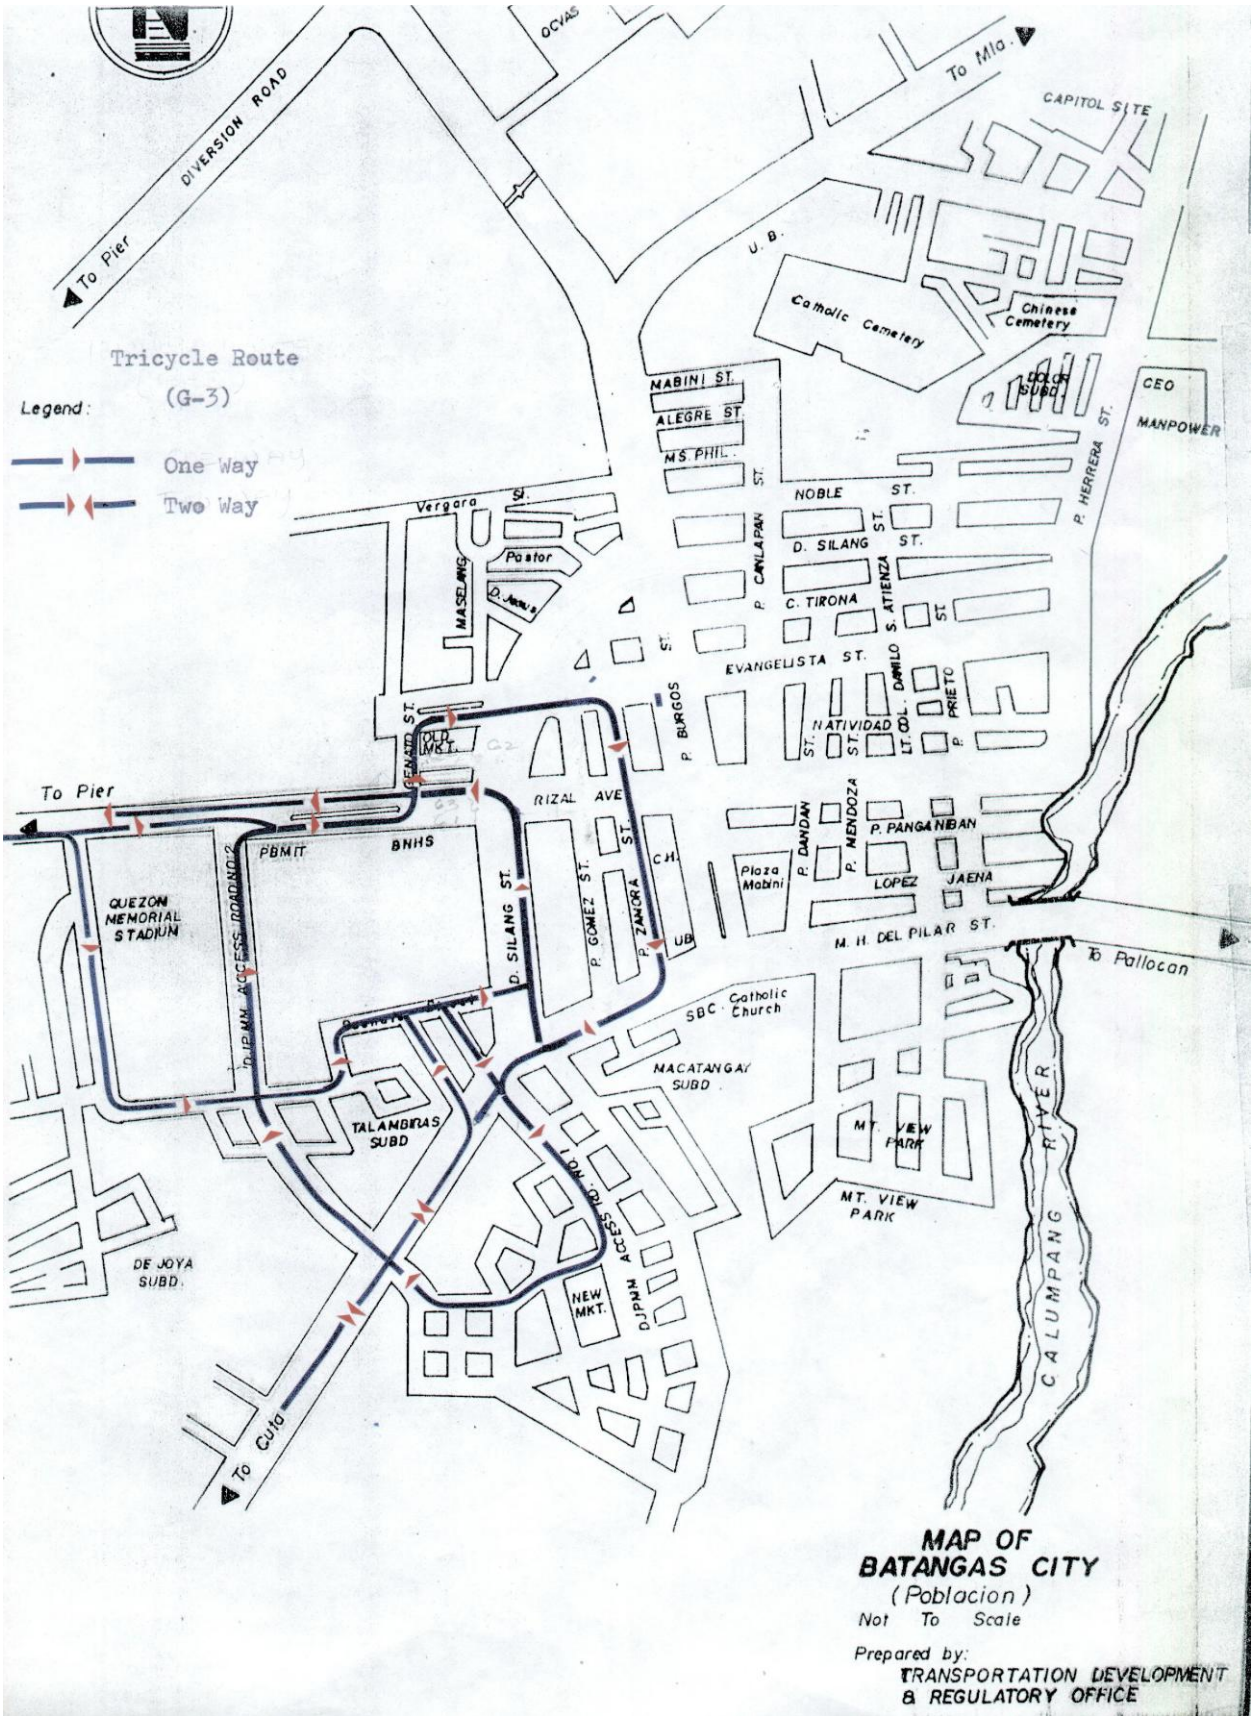 OCVAS
To Mla.
DIVERSION ROAD
CAPITOL SITE
To Pier
U. B.
Catholic Cemetery
Chinese
Cemetery
Tricycle Route
(G-3)
Legend:
One Way
Two Way
MABINI ST.
ALEGRE ST.
MS. PHIL.
DOLOR
SUBD.
CEO
MANPOWER
P. HERRERA ST.
Vergara St.
NOBLE ST.
P. CANLAPAN ST.
D. SILANG ST.
Pastor
MASELANG
D. Jesus
C. TIRONA
S. ATIENZA ST.
EVANGELISTA ST.
P. BURGOS ST.
LT. COL. DANILO
P. PRIETO ST.
NATIVIDAD
OLD
MKT.
To Pier
RIZAL AVE
P. DANDAN ST.
P. MENDOZA ST.
P. PANGANIBAN
PBMIT
BNHS
C.H.
Plaza
Mabini
LOPEZ JAENA
QUEZON
MEMORIAL
STADIUM
DJPMM ACCESS ROAD NO. 2
D. SILANG ST.
P. GOMEZ ST.
P. ZAMORA ST.
UB
M. H. DEL PILAR ST.
To Pallocan
SBC
Catholic
Church
MACATANGAY
SUBD.
TALAMBIRAS
SUBD
MT. VIEW
PARK
MT. VIEW
PARK
DE JOYA
SUBD.
DJPMM ACCESS RD. NO. 1
NEW
MKT.
CALUMPANG RIVER
To Cuta
MAP OF
BATANGAS CITY
(Poblacion)
Not To Scale
Prepared by:
TRANSPORTATION DEVELOPMENT
& REGULATORY OFFICE